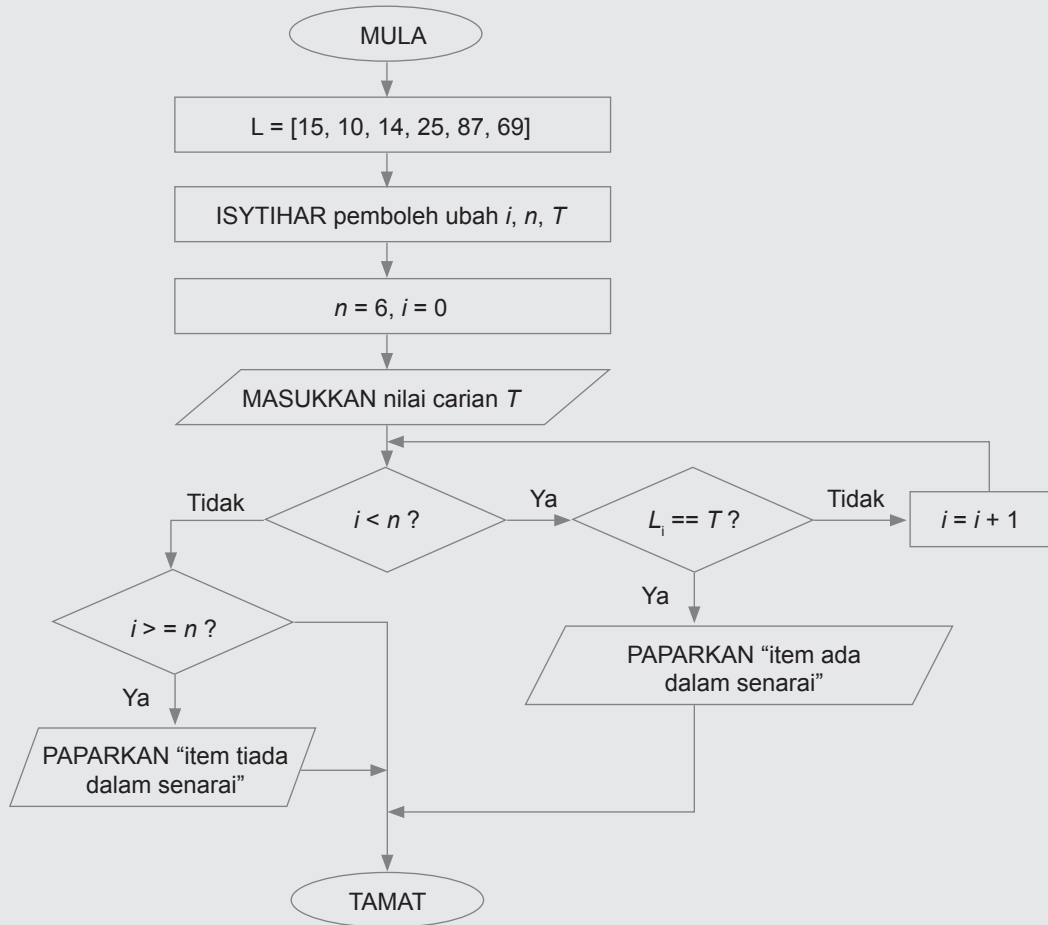 MULA
L = [15, 10, 14, 25, 87, 69]
ISYTIHAR pemboleh ubah i, n, T
n = 6, i = 0
MASUKKAN nilai carian T
Tidak
i < n ?
Ya
Li == T ?
Tidak
i = i + 1
Ya
i > = n ?
PAPARKAN “item ada
dalam senarai”
Ya
PAPARKAN “item tiada
dalam senarai”
TAMAT